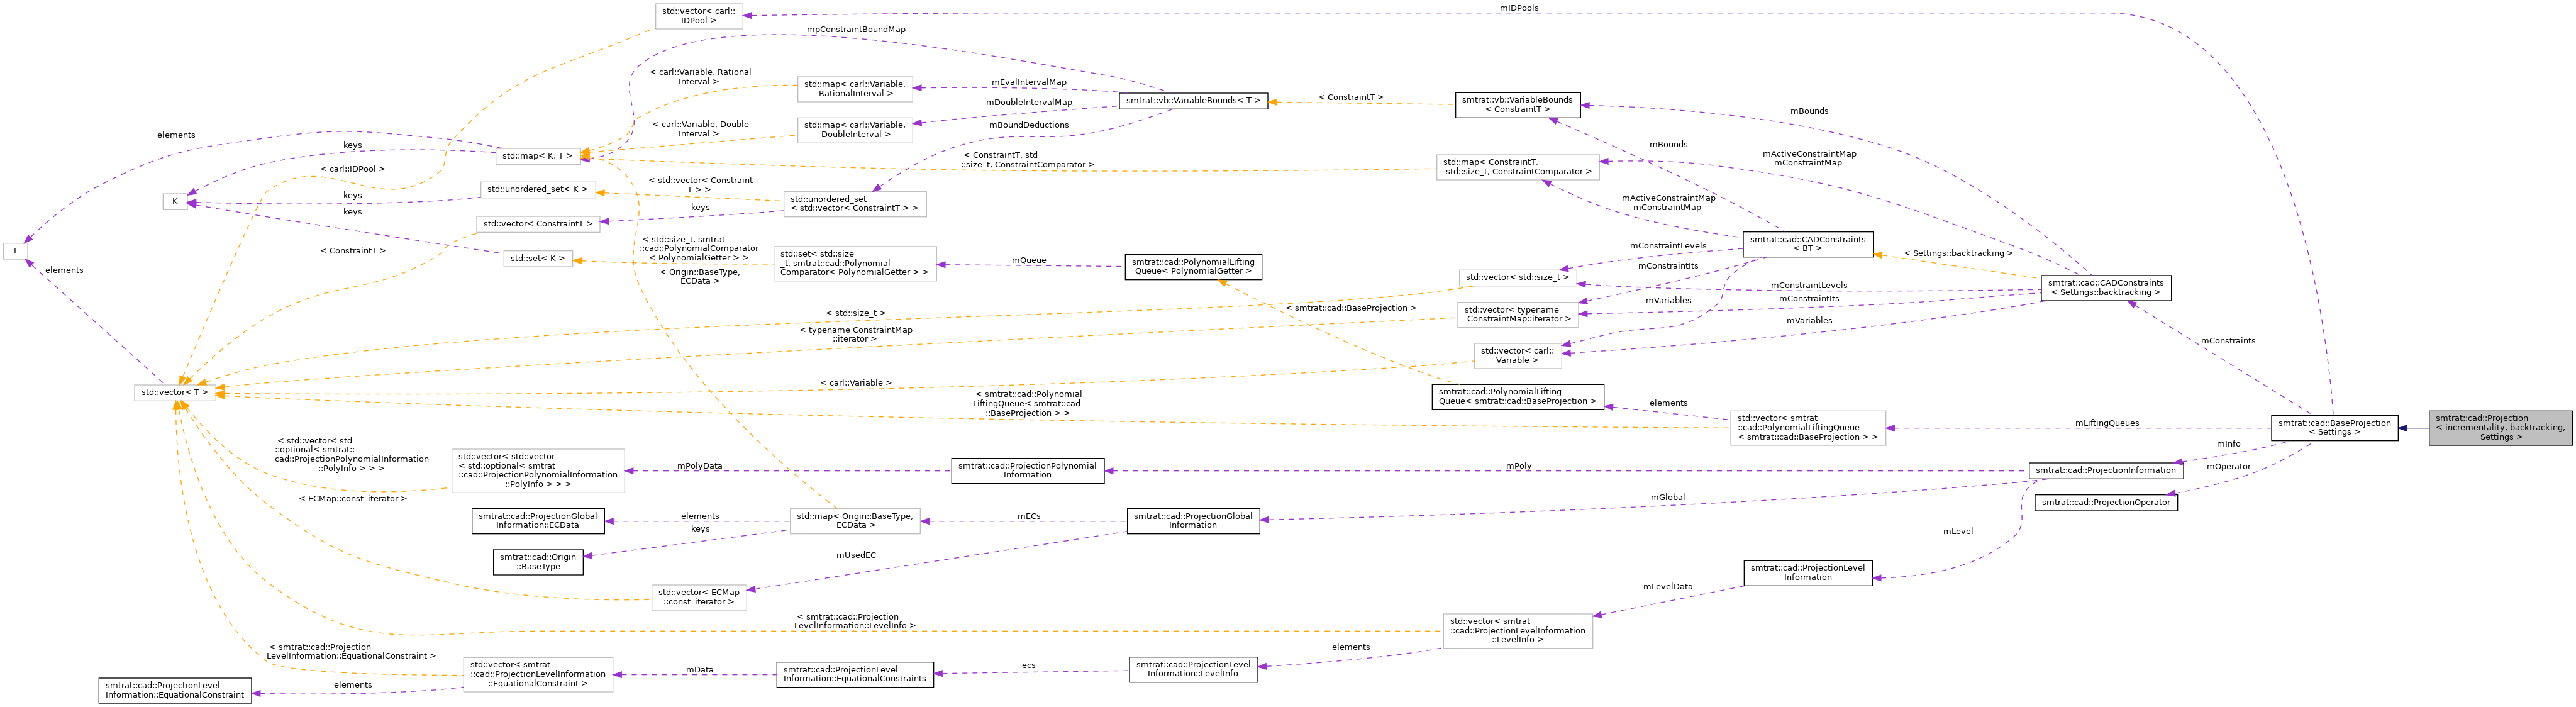 std::vector< carl::
IDPool >
mIDPools
mpConstraintBoundMap
< carl::Variable, Rational
Interval >
std::map< carl::Variable,
RationalInterval >
mEvalIntervalMap
smtrat::vb::VariableBounds< T >
< ConstraintT >
smtrat::vb::VariableBounds
< ConstraintT >
mBounds
mDoubleIntervalMap
< carl::Variable, Double
Interval >
std::map< carl::Variable,
DoubleInterval >
mBoundDeductions
elements
keys
std::map< K, T >
mBounds
mActiveConstraintMap
mConstraintMap
< ConstraintT, std
::size_t, ConstraintComparator >
std::map< ConstraintT,
std::size_t, ConstraintComparator >
< carl::IDPool >
keys
std::unordered_set< K >
< std::vector< Constraint
T > >
std::unordered_set
< std::vector< ConstraintT > >
K
keys
keys
std::vector< ConstraintT >
mActiveConstraintMap
mConstraintMap
T
< ConstraintT >
std::set< K >
< std::size_t, smtrat
::cad::PolynomialComparator
< PolynomialGetter > >
< Origin::BaseType,
ECData >
std::set< std::size
_t, smtrat::cad::Polynomial
Comparator< PolynomialGetter > >
mQueue
smtrat::cad::PolynomialLifting
Queue< PolynomialGetter >
mConstraintLevels
smtrat::cad::CADConstraints
< BT >
< Settings::backtracking >
mConstraintIts
elements
std::vector< std::size_t >
mConstraintLevels
smtrat::cad::CADConstraints
< Settings::backtracking >
mConstraintIts
mVariables
< smtrat::cad::BaseProjection >
std::vector< typename
ConstraintMap::iterator >
mVariables
< std::size_t >
< typename ConstraintMap
::iterator >
std::vector< carl::
Variable >
mConstraints
< carl::Variable >
std::vector< T >
< smtrat::cad::Polynomial
LiftingQueue< smtrat::cad
::BaseProjection > >
smtrat::cad::PolynomialLifting
Queue< smtrat::cad::BaseProjection >
elements
std::vector< smtrat
::cad::PolynomialLiftingQueue
< smtrat::cad::BaseProjection > >
mLiftingQueues
smtrat::cad::BaseProjection
< Settings >
smtrat::cad::Projection
< incrementality, backtracking,
Settings >
mInfo
mOperator
< std::vector< std
::optional< smtrat::
cad::ProjectionPolynomialInformation
::PolyInfo > > >
std::vector< std::vector
< std::optional< smtrat
::cad::ProjectionPolynomialInformation
::PolyInfo > > >
mPolyData
smtrat::cad::ProjectionPolynomial
Information
mPoly
smtrat::cad::ProjectionInformation
smtrat::cad::ProjectionOperator
mGlobal
< ECMap::const_iterator >
smtrat::cad::ProjectionGlobal
Information::ECData
elements
keys
std::map< Origin::BaseType,
ECData >
mECs
smtrat::cad::ProjectionGlobal
Information
mLevel
smtrat::cad::Origin
::BaseType
mUsedEC
std::vector< ECMap
::const_iterator >
smtrat::cad::ProjectionLevel
Information
mLevelData
< smtrat::cad::Projection
LevelInformation::LevelInfo >
std::vector< smtrat
::cad::ProjectionLevelInformation
::LevelInfo >
elements
< smtrat::cad::Projection
LevelInformation::EqualConstraint >
smtrat::cad::ProjectionLevel
Information::EquationalConstraint
elements
std::vector< smtrat
::cad::ProjectionLevelInformation
::EquationalConstraint >
mData
smtrat::cad::ProjectionLevel
Information::EquationalConstraints
ecs
smtrat::cad::ProjectionLevel
Information::LevelInfo